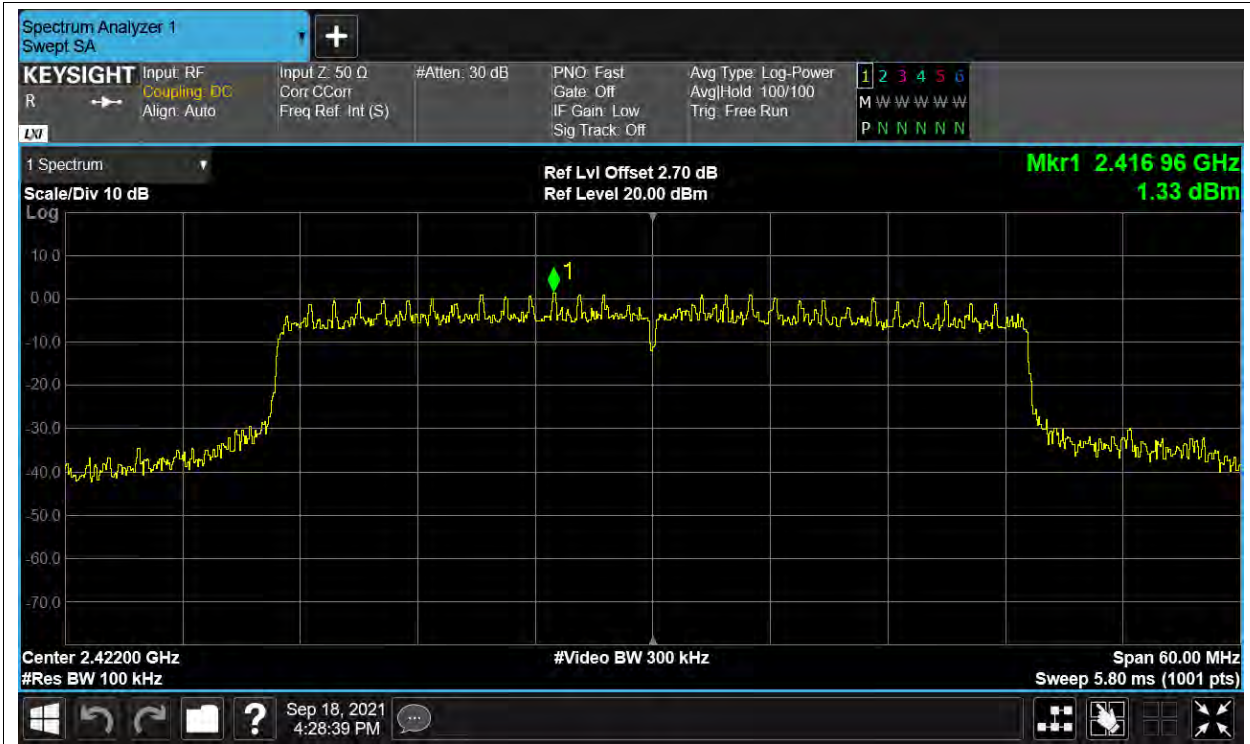 Spectrum Analyzer 1
Swept SA
KEYSIGHT
R
LXI
Input: RF
Coupling: DC
Align: Auto
Input Z: 50 Ω
Corr CCorr
Freq Ref: Int (S)
#Atten: 30 dB
PNO: Fast
Gate: Off
IF Gain: Low
Sig Track: Off
Avg Type: Log-Power
Avg|Hold: 100/100
Trig: Free Run
1 2 3 4 5 6
M W W W W W
P N N N N N
1 Spectrum
Scale/Div 10 dB
Log
Ref Lvl Offset 2.70 dB
Ref Level 20.00 dBm
Mkr1 2.416 96 GHz
1.33 dBm
10.0
0.00
-10.0
-20.0
-30.0
-40.0
-50.0
-60.0
-70.0
1
Center 2.42200 GHz
#Res BW 100 kHz
#Video BW 300 kHz
Span 60.00 MHz
Sweep 5.80 ms (1001 pts)
?
Sep 18, 2021
4:28:39 PM